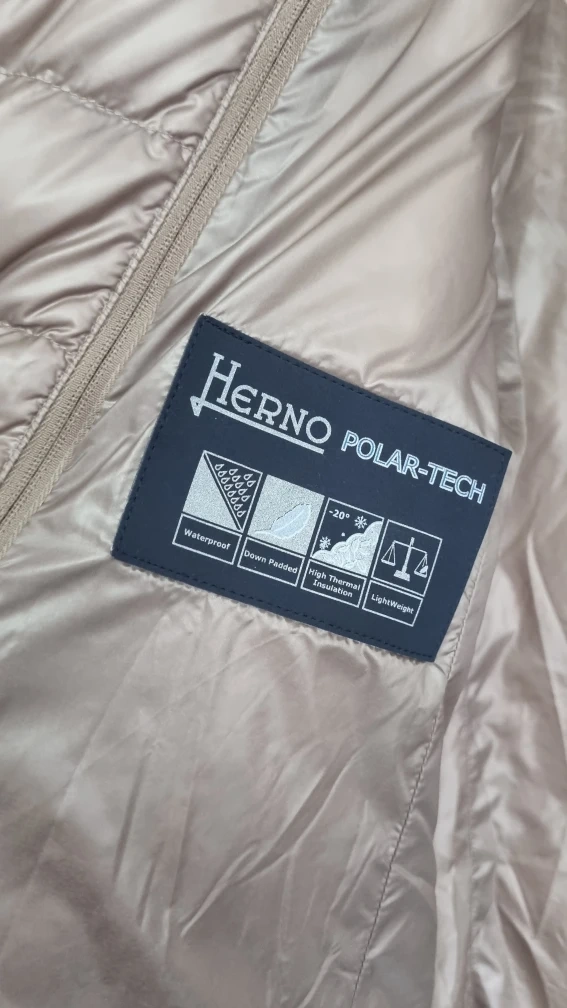 HERNO POLAR-TECH
-20°
Waterproof
Down Padded
High Thermal
Insulation
LightWeight